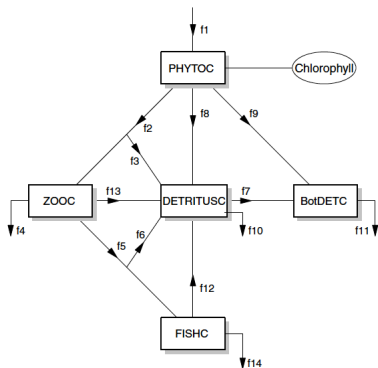 f1
PHYTOC
Chlorophyll
f2
f8
f9
f3
ZOOC
f13
DETRITUSC
f7
BotDETC
f4
f5
f6
f10
f11
f12
FISHC
f14